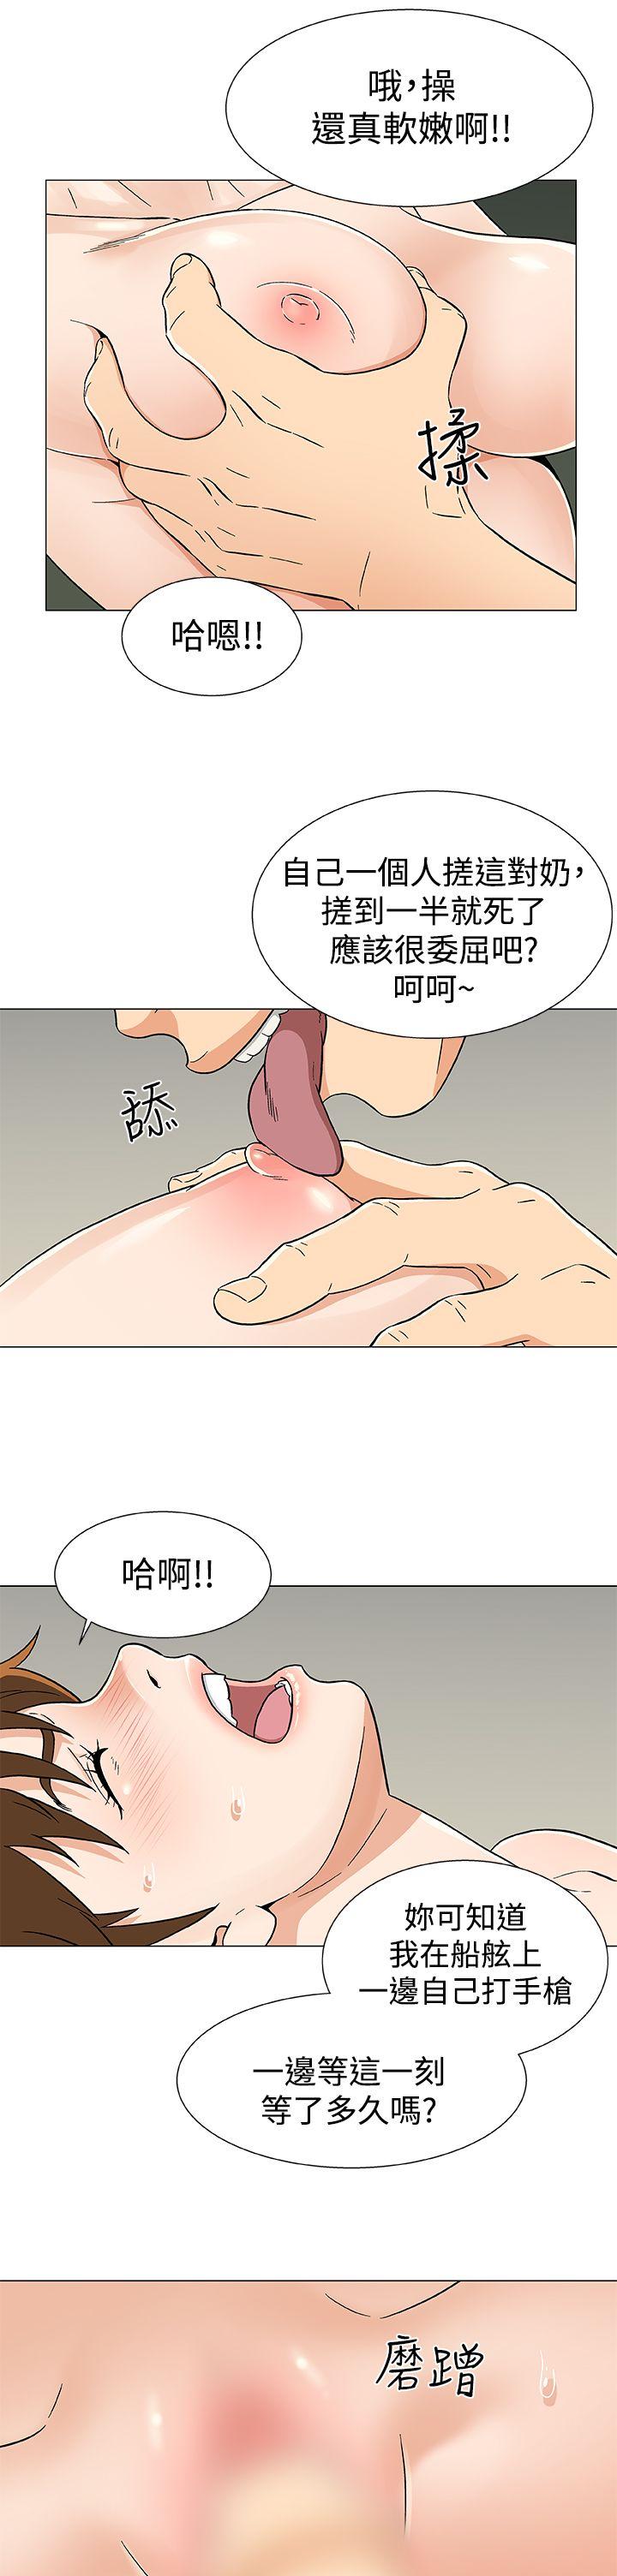 哦，操
還真軟嫩啊!!
揉
哈嗯!!
自己一個人搓這對奶，
搓到一半就死了
應該很委屈吧?
呵呵~
舔
哈啊!!
妳可知道
我在船舷上
一邊自己打手槍
一邊等這一刻
等了多久嗎?
磨蹭